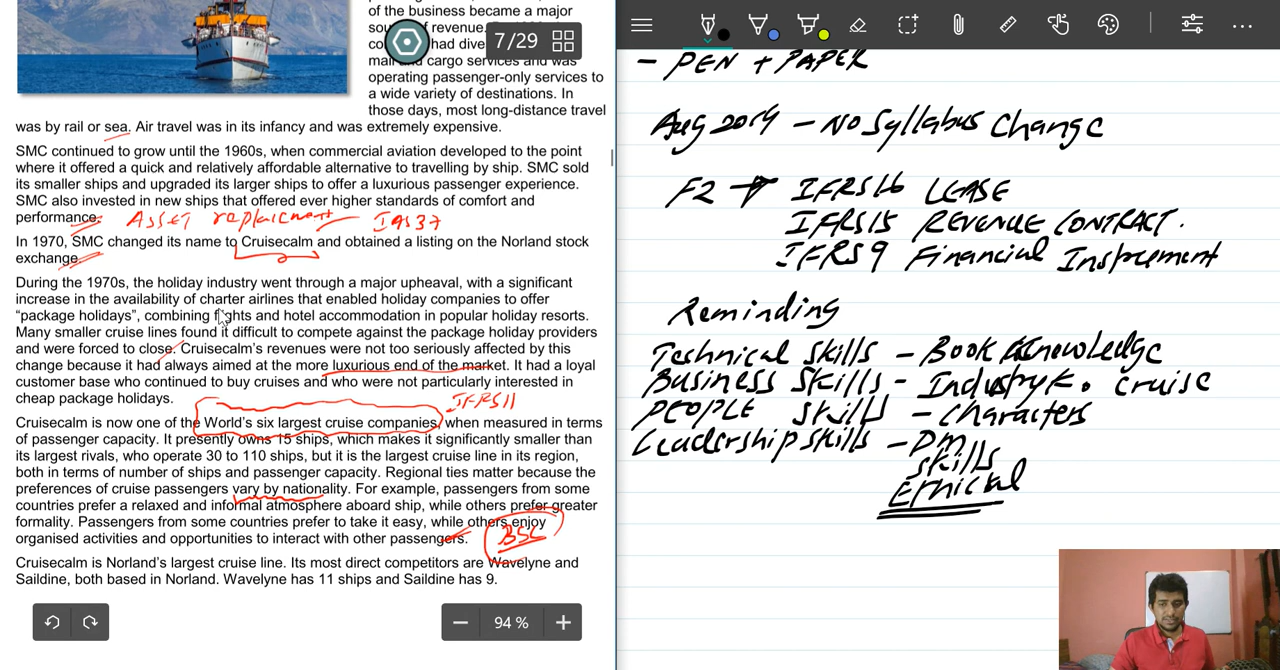 of the business became a major
of revenue.
had dive
mail and cargo services and was
operating passenger-only services to
a wide variety of destinations. In
those days, most long-distance travel
was by rail or sea. Air travel was in its infancy and was extremely expensive.
SMC continued to grow until the 1960s, when commercial aviation developed to the point
where it offered a quick and relatively affordable alternative to travelling by ship. SMC sold
its smaller ships and upgraded its larger ships to offer a luxurious passenger experience.
SMC also invested in new ships that offered ever higher standards of comfort and
performance. Asset replaicment IAS37
In 1970, SMC changed its name to Cruisecalm and obtained a listing on the Norland stock
exchange.
During the 1970s, the holiday industry went through a major upheaval, with a significant
increase in the availability of charter airlines that enabled holiday companies to offer
“package holidays”, combining flights and hotel accommodation in popular holiday resorts.
Many smaller cruise lines found it difficult to compete against the package holiday providers
and were forced to close. Cruisecalm’s revenues were not too seriously affected by this
change because it had always aimed at the more luxurious end of the market. It had a loyal
customer base who continued to buy cruises and who were not particularly interested in
cheap package holidays.
IFRS11
Cruisecalm is now one of the World’s six largest cruise companies, when measured in terms
of passenger capacity. It presently owns 15 ships, which makes it significantly smaller than
its largest rivals, who operate 30 to 110 ships, but it is the largest cruise line in its region,
both in terms of number of ships and passenger capacity. Regional ties matter because the
preferences of cruise passengers vary by nationality. For example, passengers from some
countries prefer a relaxed and informal atmosphere aboard ship, while others prefer greater
formality. Passengers from some countries prefer to take it easy, while others enjoy
organised activities and opportunities to interact with other passengers. BSC
Cruisecalm is Norland’s largest cruise line. Its most direct competitors are Wavelyne and
Saildine, both based in Norland. Wavelyne has 11 ships and Saildine has 9.
7/29
94 %
- PEN + PAPER
Aug 2019 - No Syllabus Change
F2 → IFRS16 LEASE
IFRS15 REVENUE CONTRACT.
IFRS9 Financial Instrument
Reminding
Technical skills - Book Knowledge
Business skills - Industry K. cruise
PEOPLE skills - characters
Leadership skills - DM
skills
Ethical